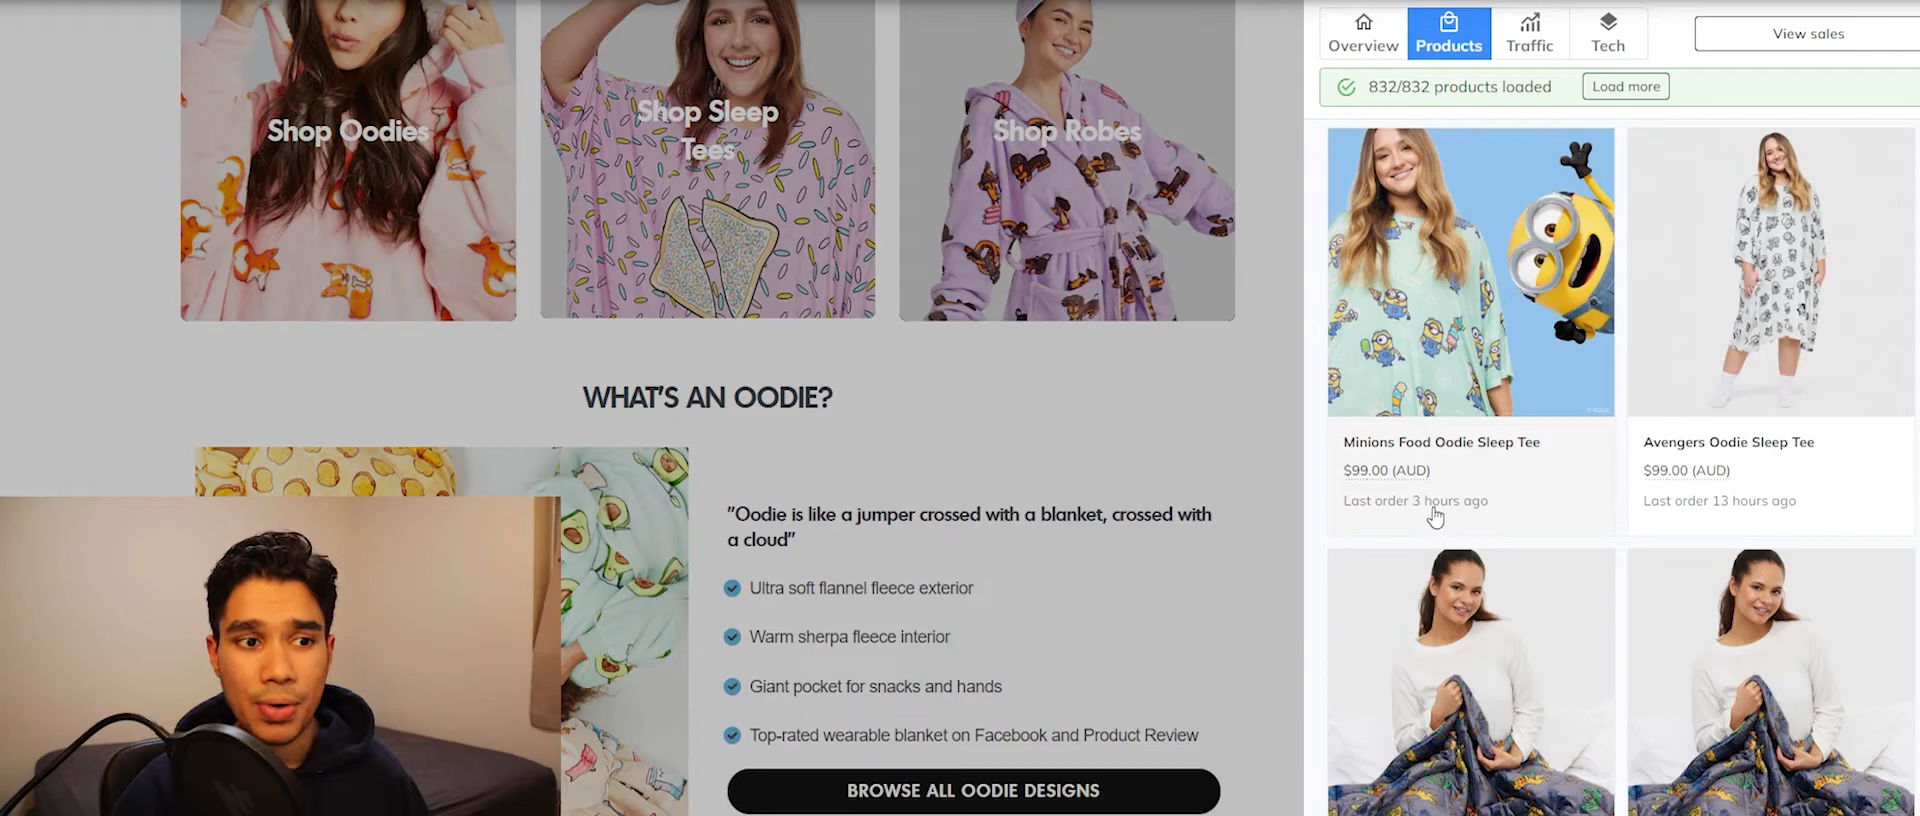 Shop Oodies
Shop Sleep
Tees
Shop Robes
WHAT'S AN OODIE?
"Oodie is like a jumper crossed with a blanket, crossed with
a cloud"
Ultra soft flannel fleece exterior
Warm sherpa fleece interior
Giant pocket for snacks and hands
Top-rated wearable blanket on Facebook and Product Review
BROWSE ALL OODIE DESIGNS
Overview
Products
Traffic
Tech
View sales
832/832 products loaded
Load more
Minions Food Oodie Sleep Tee
$99.00 (AUD)
Last order 3 hours ago
Avengers Oodie Sleep Tee
$99.00 (AUD)
Last order 13 hours ago